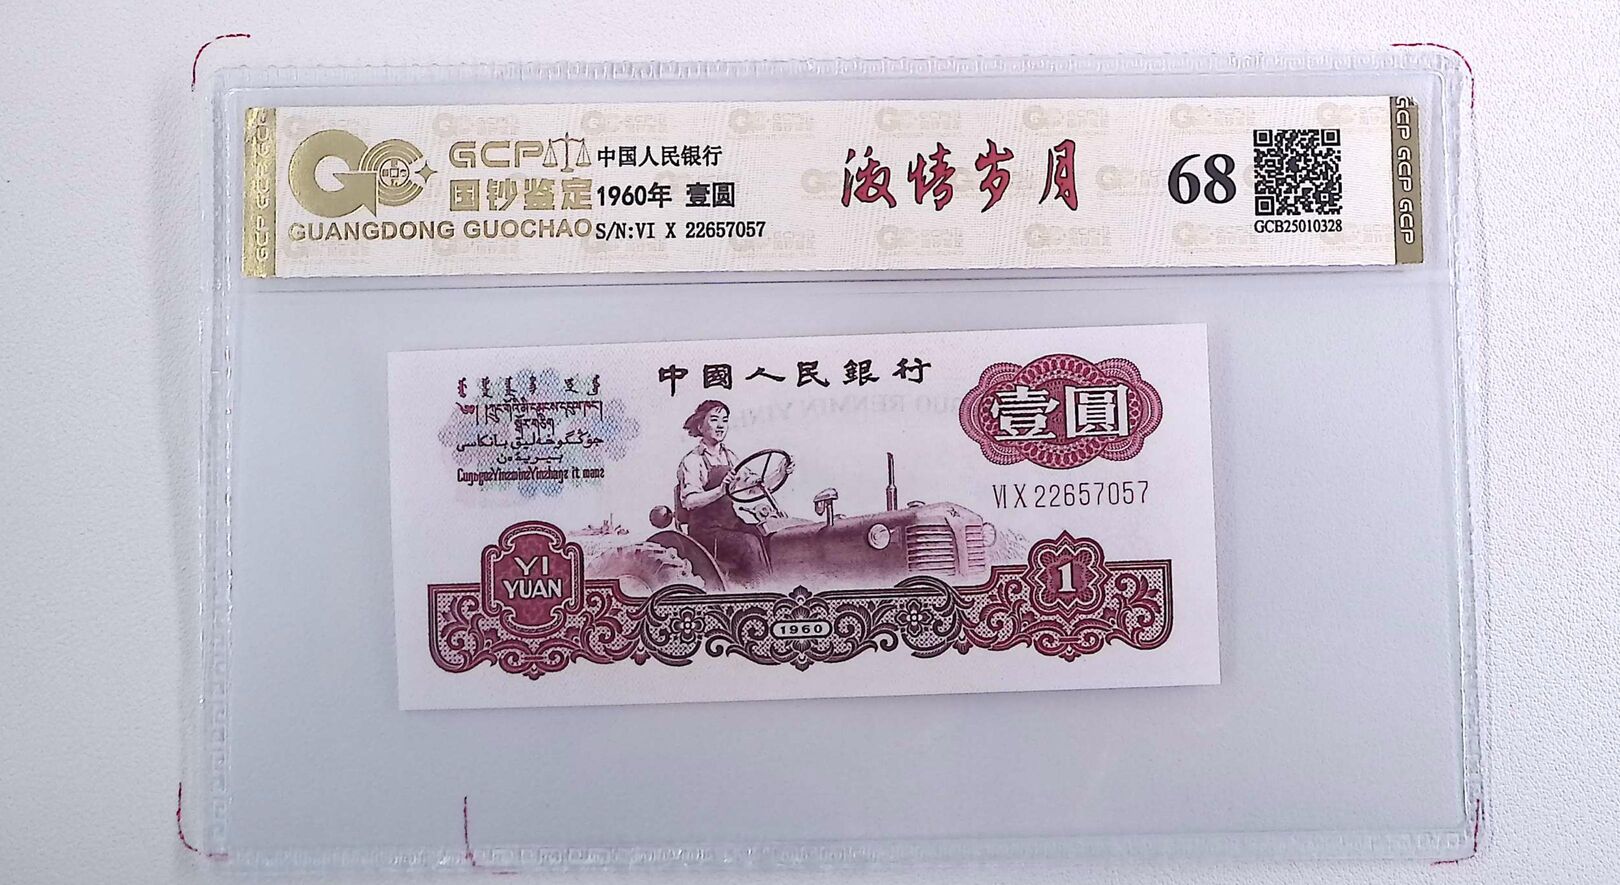 GCP
国钞鉴定
GUANGDONG GUOCHAO
中国人民银行
1960年 壹圆
S/N:VI X 22657057
激情岁月
68
GCB25010328
GCP GCP GCP
中國人民銀行
壹圓
VI X 22657057
YI
YUAN
1960
1